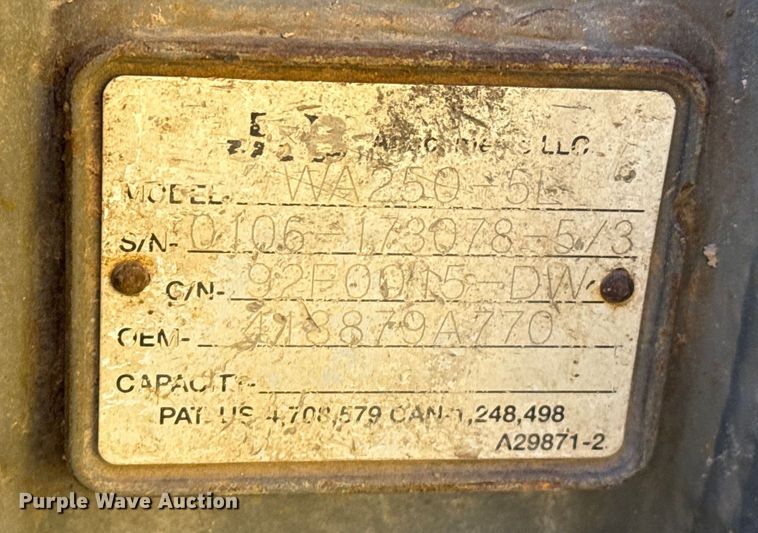 Attachments LLC
MODEL- WA250-5L
S/N- 0106-173078-5/3
C/N- 92F0015-DW
OEM- 418879A770
CAPACITY-
PAT. US 4,708,579 CAN-1,248,498
A29871-2
Purple Wave Auction